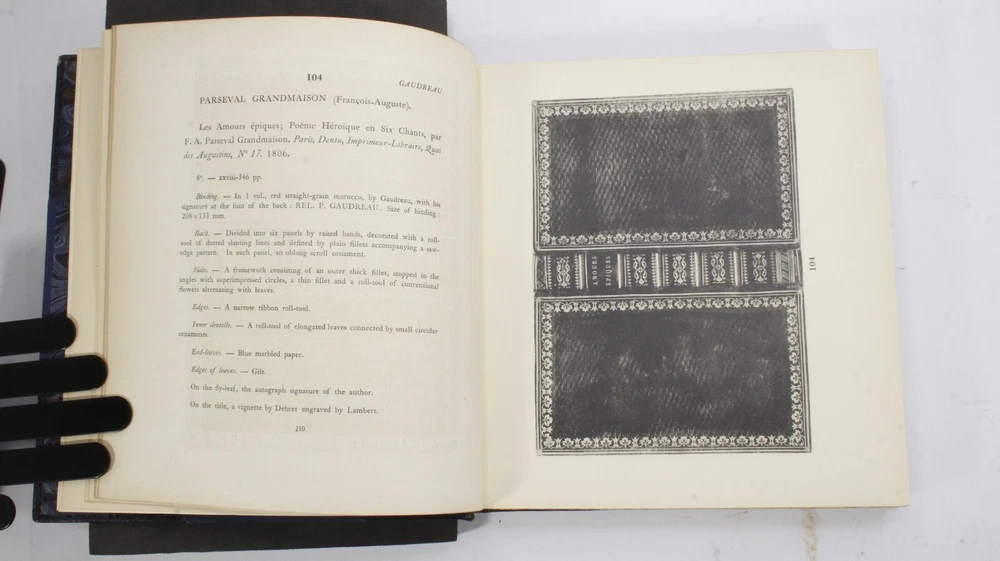 104
GAUDREAU
PARSEVAL GRANDMAISON (François-Auguste).
Les Amours épiques; Poëme Héroïque en Six Chants, par
F. A. Parseval Grandmaison. Paris, Dentu, Imprimeur-Libraire, Quai
des Augustins, N° 17. 1806.
8°. — xxviii-346 pp.
Binding. — In 1 vol., red straight-grain morocco, by Gaudreau, with his
signature at the foot of the back : REL. P. GAUDREAU. Size of binding :
208 × 133 mm.
Back. — Divided into six panels by raised bands, decorated with a roll-
tool of dotted slanting lines and defined by plain fillets accompanying a saw-
edge pattern. In each panel, an oblong scroll ornament.
Sides. — A framework consisting of an outer thick fillet, stopped in the
angles with superimpressed circles, a thin fillet and a roll-tool of conventional
flowers alternating with leaves.
Edges. — A narrow ribbon roll-tool.
Inner dentelle. — A roll-tool of elongated leaves connected by small circular
ornaments.
End-leaves. — Blue marbled paper.
Edges of leaves. — Gilt.
On the fly-leaf, the autograph signature of the author.
On the title, a vignette by Debret engraved by Lambert.
250
AMOURS
EPIQUES
104